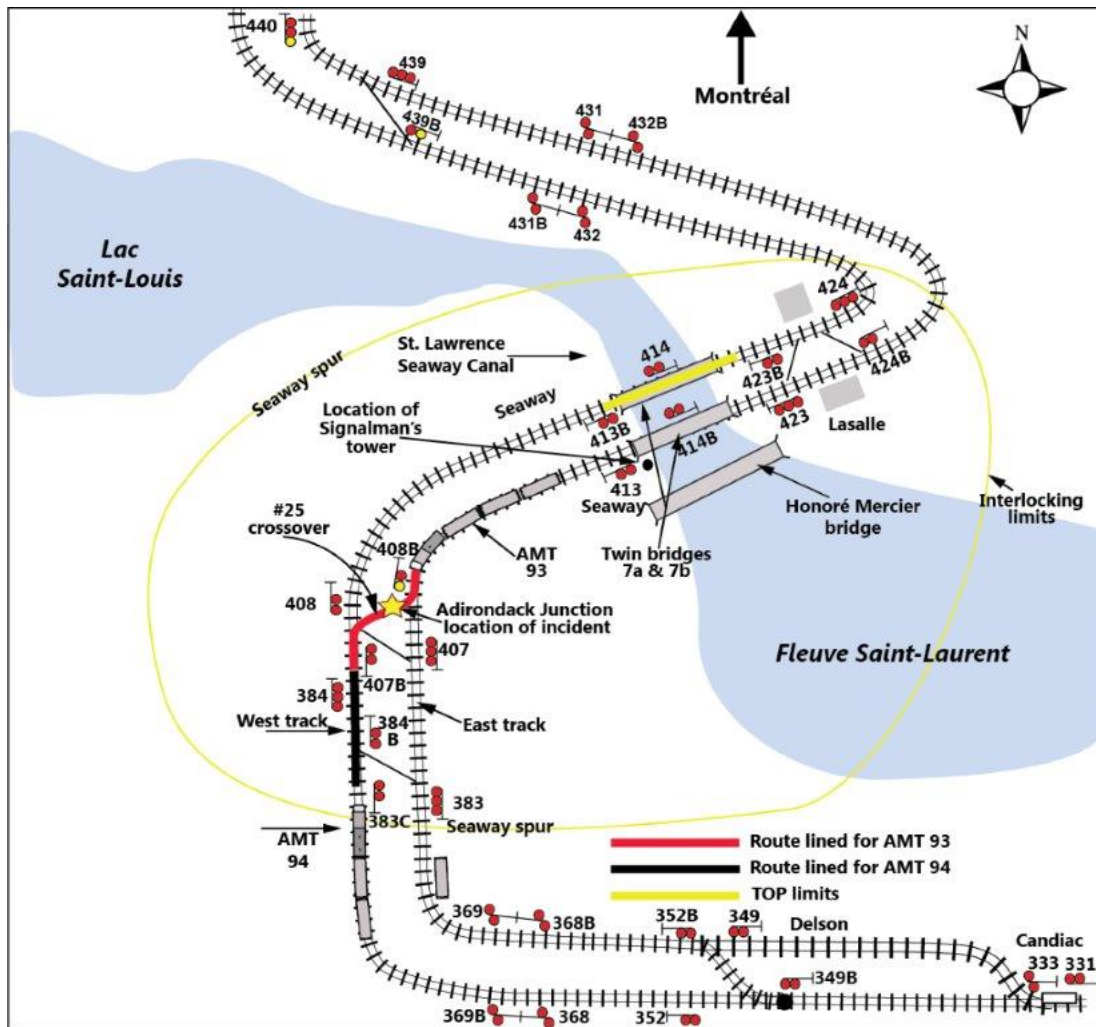 440
439
439B
Montréal
N
431
432B
431B
432
Lac
Saint-Louis
Seaway spur
St. Lawrence
Seaway Canal
414
424
424B
423B
Seaway
Location of
Signalman's
tower
413B
414B
423
Lasalle
413
Seaway
Honoré Mercier
bridge
Interlocking
limits
#25
crossover
408B
AMT
93
Twin bridges
7a & 7b
408
Adirondack Junction
location of incident
407
407B
Fleuve Saint-Laurent
384
West track
384
B
East track
383
383C
Seaway spur
AMT
94
Route lined for AMT 93
Route lined for AMT 94
TOP limits
369
368B
352B
349
Delson
Candiac
333
331
349B
369B
368
352